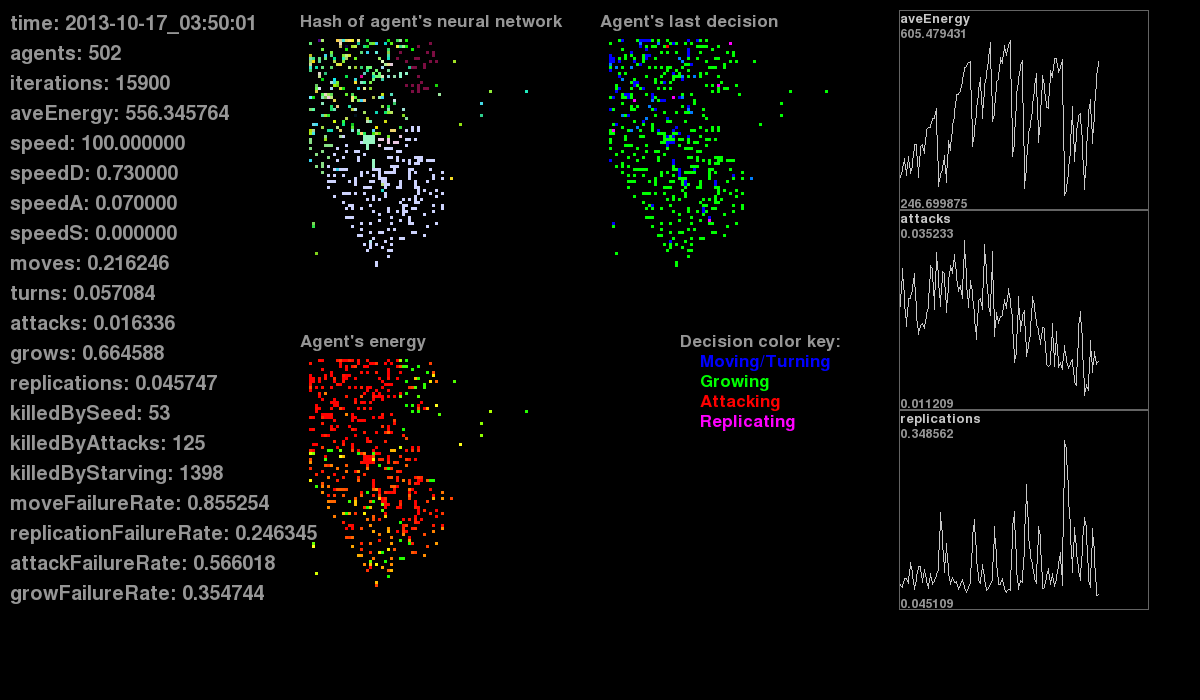 time: 2013-10-17_03:50:01
agents: 502
iterations: 15900
aveEnergy: 556.345764
speed: 100.000000
speedD: 0.730000
speedA: 0.070000
speedS: 0.000000
moves: 0.216246
turns: 0.057084
attacks: 0.016336
grows: 0.664588
replications: 0.045747
killedBySeed: 53
killedByAttacks: 125
killedByStarving: 1398
moveFailureRate: 0.855254
replicationFailureRate: 0.246345
attackFailureRate: 0.566018
growFailureRate: 0.354744
Hash of agent's neural network
Agent's last decision
Agent's energy
Decision color key:
Moving/Turning
Growing
Attacking
Replicating
aveEnergy
605.479431
246.699875
attacks
0.035233
0.011209
replications
0.348562
0.045109